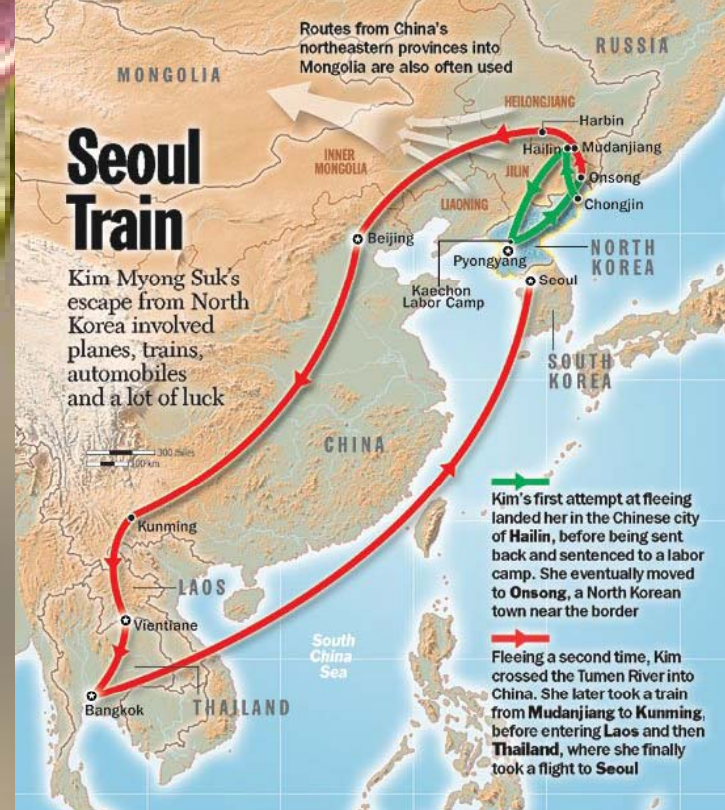 Routes from China's
northeastern provinces into
Mongolia are also often used
RUSSIA
MONGOLIA
HEILONGJIANG
Harbin
Hailin
Mudanjiang
INNER
MONGOLIA
JILIN
Onsong
LIAONING
Chongjin
Seoul
Train
Beijing
NORTH
KOREA
Pyongyang
Kim Myong Suk's
escape from North
Korea involved
planes, trains,
automobiles
and a lot of luck
Kaechon
Labor Camp
Seoul
SOUTH
KOREA
300 miles
300 km
CHINA
Kim's first attempt at fleeing
landed her in the Chinese city
of Hailin, before being sent
back and sentenced to a labor
camp. She eventually moved
to Onsong, a North Korean
town near the border
Kunming
LAOS
Vientiane
South
China
Sea
Fleeing a second time, Kim
crossed the Tumen River into
China. She later took a train
from Mudanjiang to Kunming,
before entering Laos and then
Thailand, where she finally
took a flight to Seoul
Bangkok
THAILAND